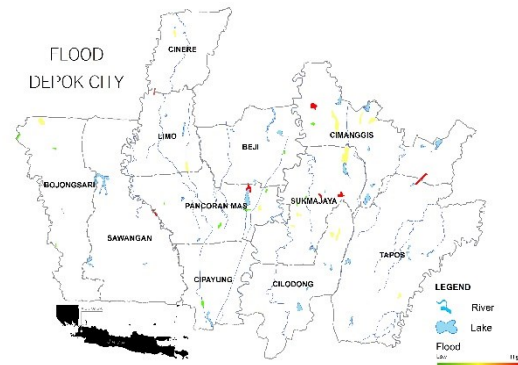 FLOOD
DEPOK CITY
CINERE
LIMO
BEJI
CIMANGGIS
BOJONGSARI
PANCORAN MAS
SUKMAJAYA
SAWANGAN
TAPOS
CIPAYUNG
CILODONG
LEGEND
River
Lake
Flood
Low